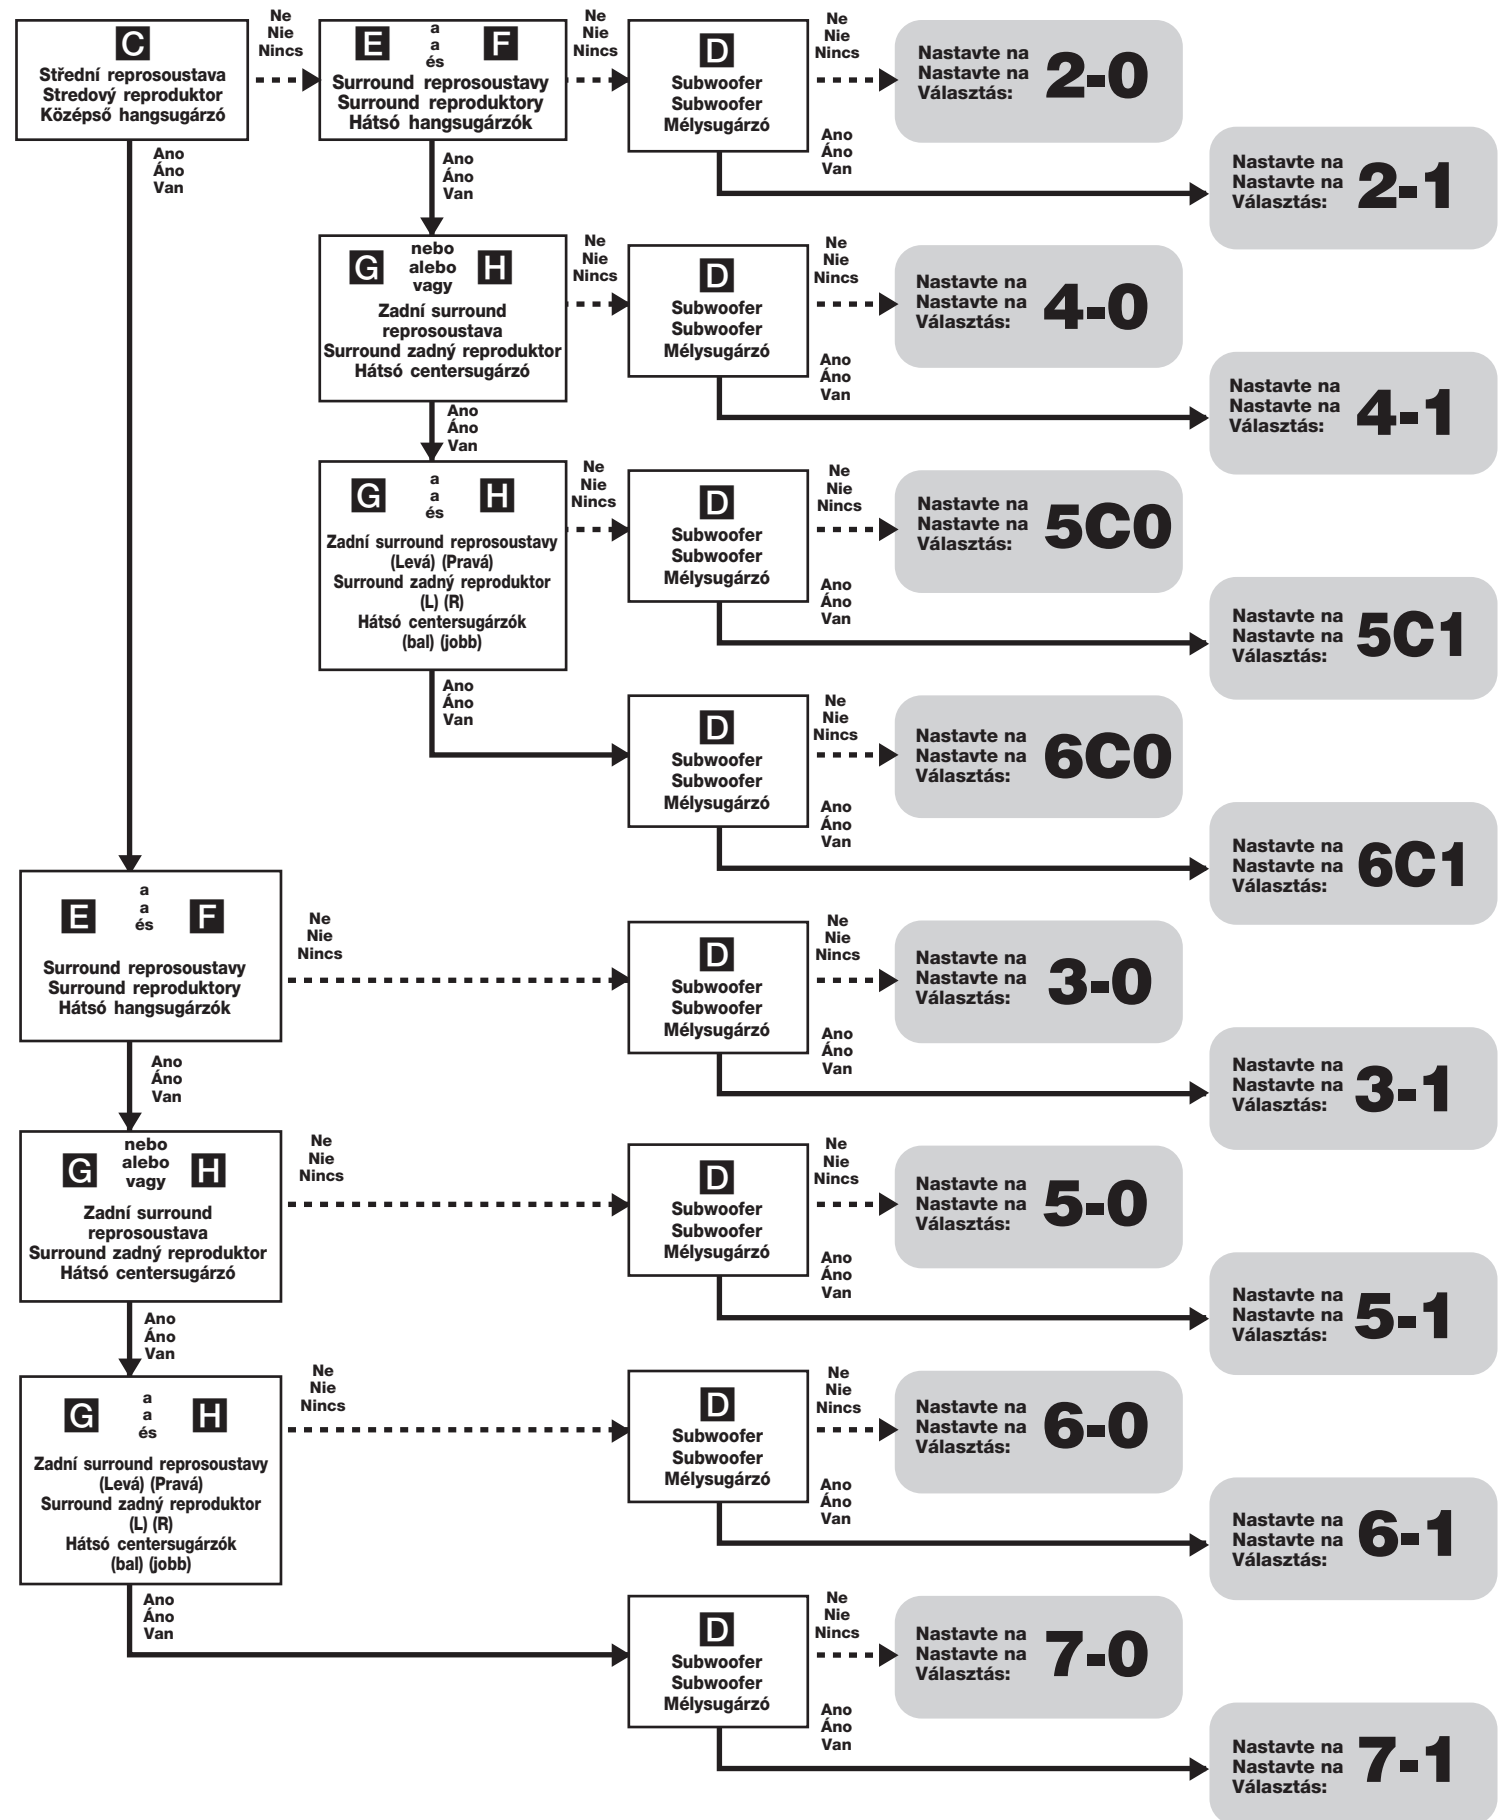 C
Střední reprosoustava
Stredový reproduktor
Középső hangsugárzó
Ne
Nie
Nincs
E
a
a
és
F
Surround reprosoustavy
Surround reproduktory
Hátsó hangsugárzók
Ne
Nie
Nincs
D
Subwoofer
Subwoofer
Mélysugárzó
Ne
Nie
Nincs
Nastavte na
Nastavte na
Választás:
2-0
Ano
Áno
Van
Nastavte na
Nastavte na
Választás:
2-1
Ano
Áno
Van
Ano
Áno
Van
G
nebo
alebo
vagy
H
Zadní surround
reprosoustava
Surround zadný reproduktor
Hátsó centersugárzó
Ne
Nie
Nincs
D
Subwoofer
Subwoofer
Mélysugárzó
Ne
Nie
Nincs
Nastavte na
Nastavte na
Választás:
4-0
Ano
Áno
Van
Nastavte na
Nastavte na
Választás:
4-1
Ano
Áno
Van
G
a
a
és
H
Zadní surround reprosoustavy
(Levá) (Pravá)
Surround zadný reproduktor
(L) (R)
Hátsó centersugárzók
(bal) (jobb)
Ne
Nie
Nincs
D
Subwoofer
Subwoofer
Mélysugárzó
Ne
Nie
Nincs
Nastavte na
Nastavte na
Választás:
5C0
Ano
Áno
Van
Nastavte na
Nastavte na
Választás:
5C1
Ano
Áno
Van
D
Subwoofer
Subwoofer
Mélysugárzó
Ne
Nie
Nincs
Nastavte na
Nastavte na
Választás:
6C0
Ano
Áno
Van
Nastavte na
Nastavte na
Választás:
6C1
E
a
a
és
F
Surround reprosoustavy
Surround reproduktory
Hátsó hangsugárzók
Ne
Nie
Nincs
D
Subwoofer
Subwoofer
Mélysugárzó
Ne
Nie
Nincs
Nastavte na
Nastavte na
Választás:
3-0
Ano
Áno
Van
Nastavte na
Nastavte na
Választás:
3-1
Ano
Áno
Van
G
nebo
alebo
vagy
H
Zadní surround
reprosoustava
Surround zadný reproduktor
Hátsó centersugárzó
Ne
Nie
Nincs
D
Subwoofer
Subwoofer
Mélysugárzó
Ne
Nie
Nincs
Nastavte na
Nastavte na
Választás:
5-0
Ano
Áno
Van
Nastavte na
Nastavte na
Választás:
5-1
Ano
Áno
Van
G
a
a
és
H
Zadní surround reprosoustavy
(Levá) (Pravá)
Surround zadný reproduktor
(L) (R)
Hátsó centersugárzók
(bal) (jobb)
Ne
Nie
Nincs
D
Subwoofer
Subwoofer
Mélysugárzó
Ne
Nie
Nincs
Nastavte na
Nastavte na
Választás:
6-0
Ano
Áno
Van
Nastavte na
Nastavte na
Választás:
6-1
Ano
Áno
Van
D
Subwoofer
Subwoofer
Mélysugárzó
Ne
Nie
Nincs
Nastavte na
Nastavte na
Választás:
7-0
Ano
Áno
Van
Nastavte na
Nastavte na
Választás:
7-1